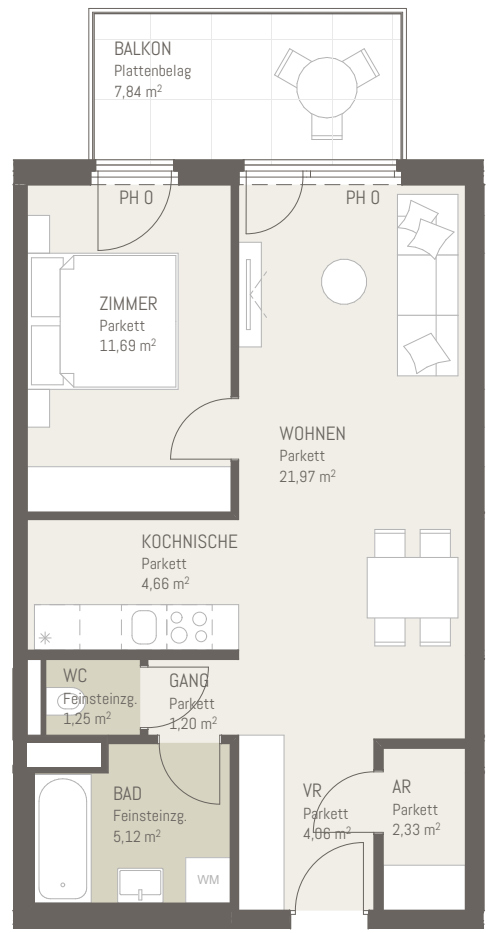 BALKON
Plattenbelag
7,84 m²
PH 0
PH 0
ZIMMER
Parkett
11,69 m²
WOHNEN
Parkett
21,97 m²
KOCHNISCHE
Parkett
4,66 m²
WC
Feinsteinzg.
1,25 m²
GANG
Parkett
1,20 m²
BAD
Feinsteinzg.
5,12 m²
WM
VR
Parkett
4,06 m²
AR
Parkett
2,33 m²